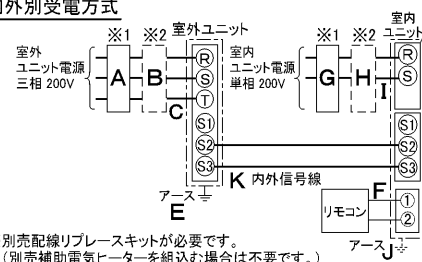 外別受電方式
※1 ※2 室外ユニット
室外
ユニット電源
三相 200V
A B C
R
S
T
S1
S2
S3
アース
E
※1 ※2 室内
ユニット
室内
ユニット電源
単相 200V
G H I
R
S
S1
S2
S3
K 内外信号線
F
リモコン
1
2
アース
J
別売配線リプレースキットが必要です。
(別売補助電気ヒーターを組込む場合は不要です。)